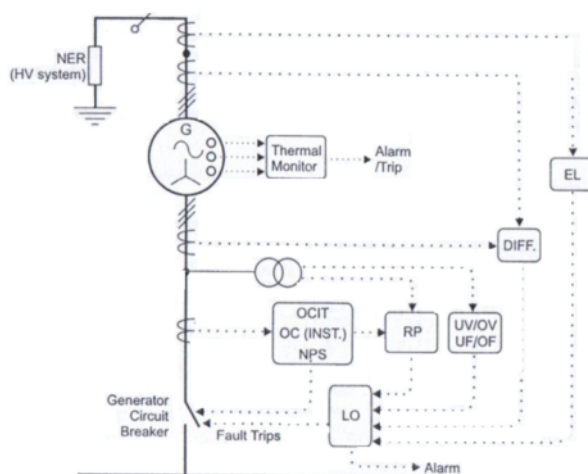 NER
(HV system)
G
Thermal
Monitor
Alarm
/Trip
EL
DIFF.
OCIT
OC (INST.)
NPS
RP
UV/OV
UF/OF
Generator
Circuit
Breaker
Fault Trips
LO
Alarm